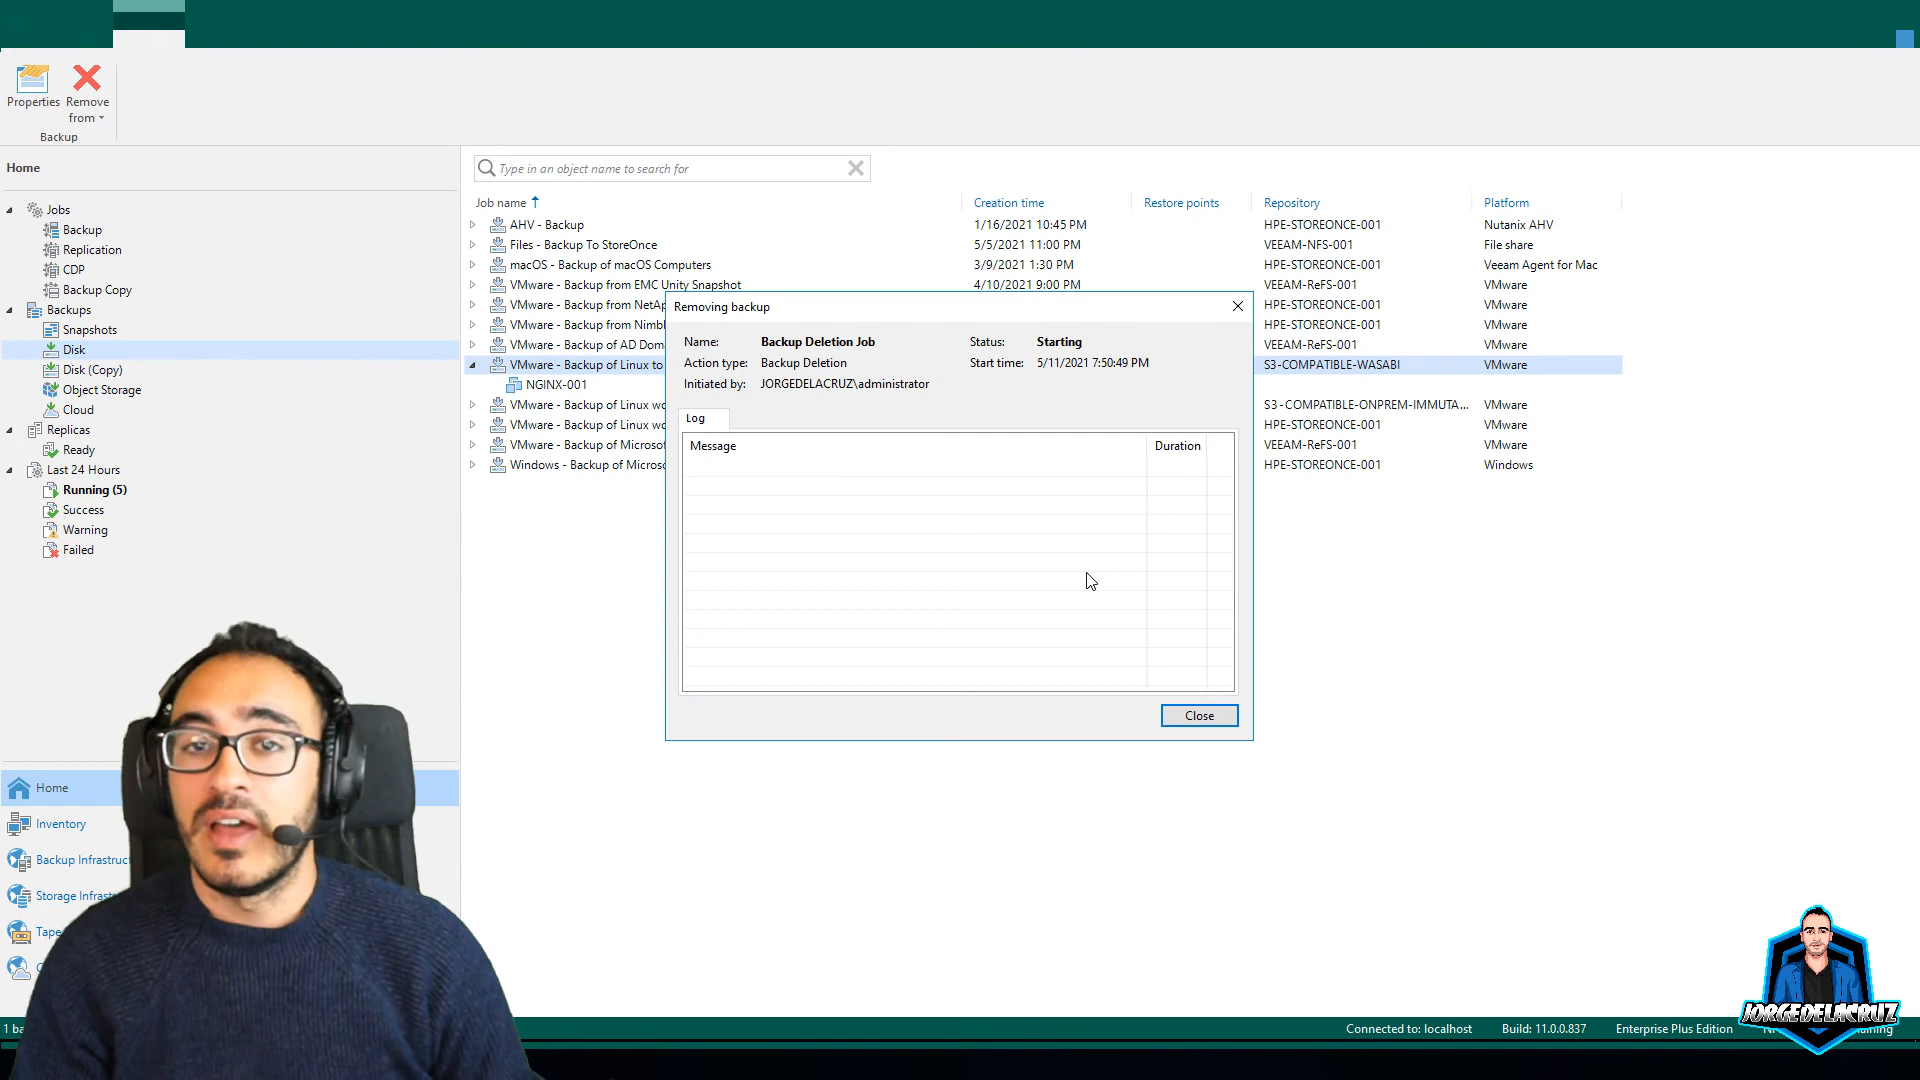 Properties
Remove
from
Backup
Home
Type in an object name to search for
Job name
Creation time
Restore points
Repository
Platform
Jobs
Backup
Replication
CDP
Backup Copy
Backups
Snapshots
Disk
Disk (Copy)
Object Storage
Cloud
Replicas
Ready
Last 24 Hours
Running (5)
Success
Warning
Failed
AHV - Backup 1/16/2021 10:45 PM HPE-STOREONCE-001 Nutanix AHV
Files - Backup To StoreOnce 5/5/2021 11:00 PM VEEAM-NFS-001 File share
macOS - Backup of macOS Computers 3/9/2021 1:30 PM HPE-STOREONCE-001 Veeam Agent for Mac
VMware - Backup from EMC Unity Snapshot 4/10/2021 9:00 PM VEEAM-ReFS-001 VMware
VMware - Backup from NetAp HPE-STOREONCE-001 VMware
VMware - Backup from Nimbl HPE-STOREONCE-001 VMware
VMware - Backup of AD Dom VEEAM-ReFS-001 VMware
VMware - Backup of Linux to S3-COMPATIBLE-WASABI VMware
NGINX-001
VMware - Backup of Linux wo S3-COMPATIBLE-ONPREM-IMMUTA... VMware
VMware - Backup of Linux wo HPE-STOREONCE-001 VMware
VMware - Backup of Microsof VEEAM-ReFS-001 VMware
Windows - Backup of Microso HPE-STOREONCE-001 Windows
Removing backup
Name: Backup Deletion Job Status: Starting
Action type: Backup Deletion Start time: 5/11/2021 7:50:49 PM
Initiated by: JORGEDELACRUZ\administrator
Log
Message Duration
Close
Home
Inventory
Backup Infrastruc
Storage Infrast
Tape
JORGEDELACRUZ
Connected to: localhost Build: 11.0.0.837 Enterprise Plus Edition